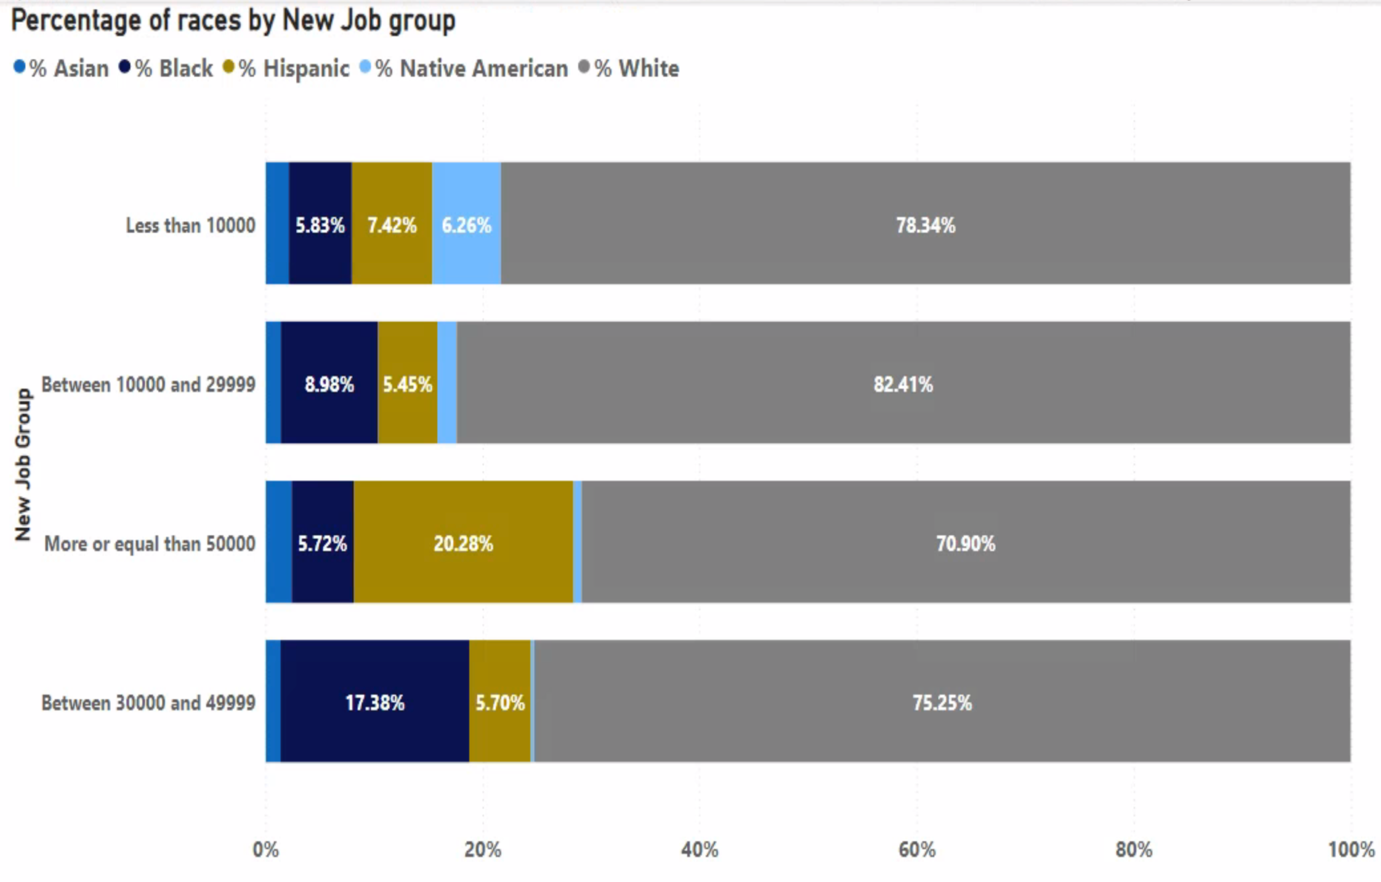 Percentage of races by New Job group
% Asian % Black % Hispanic % Native American % White
Less than 10000 5.83% 7.42% 6.26% 78.34%
Between 10000 and 29999 8.98% 5.45% 82.41%
More or equal than 50000 5.72% 20.28% 70.90%
Between 30000 and 49999 17.38% 5.70% 75.25%
New Job Group
0% 20% 40% 60% 80% 100%